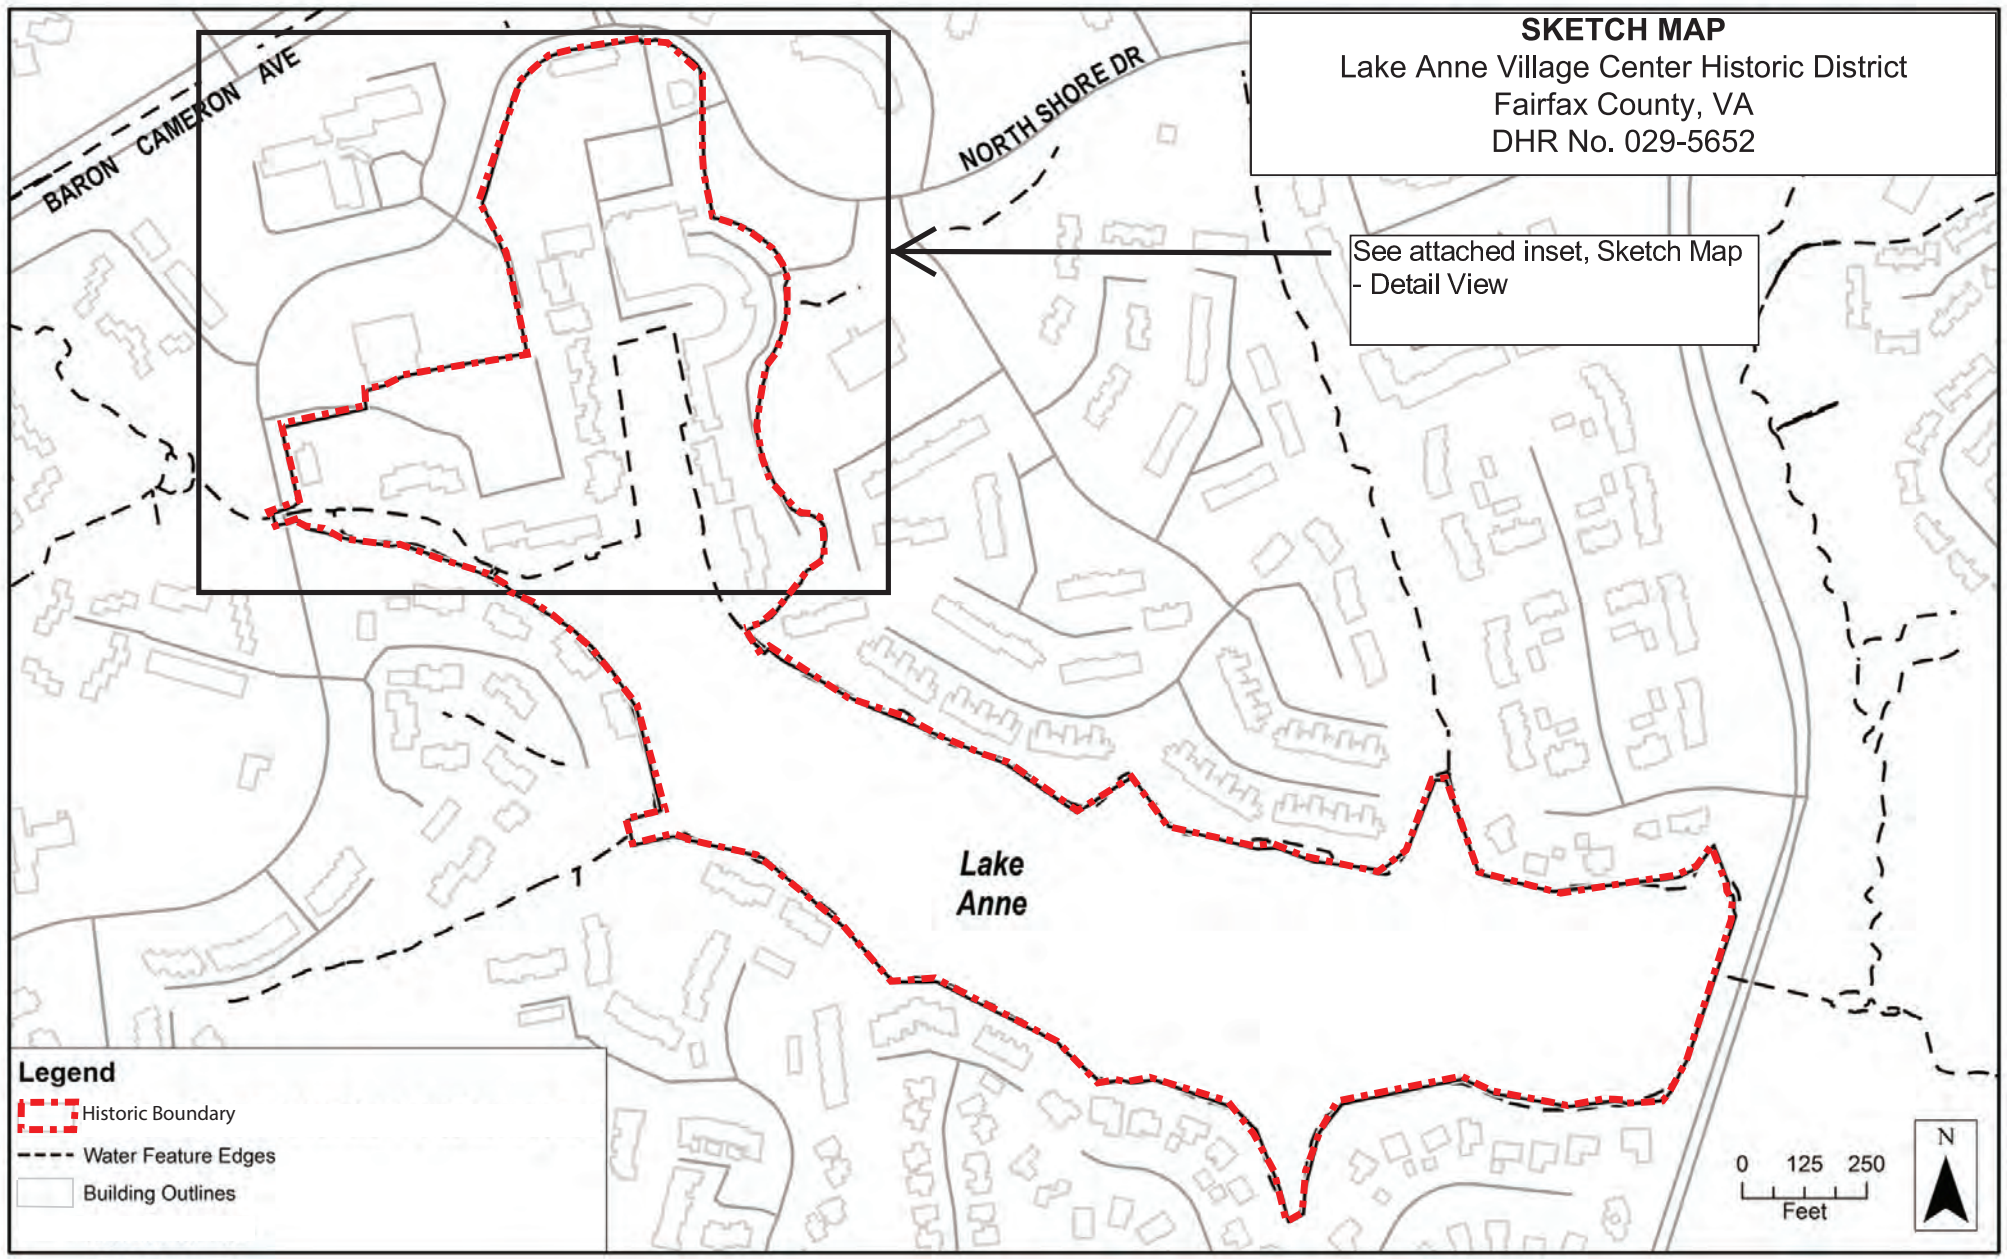 SKETCH MAP
Lake Anne Village Center Historic District
Fairfax County, VA
DHR No. 029-5652
BARON CAMERON AVE
NORTH SHORE DR
See attached inset, Sketch Map
- Detail View
Lake
Anne
Legend
Historic Boundary
Water Feature Edges
Building Outlines
0 125 250
Feet
N